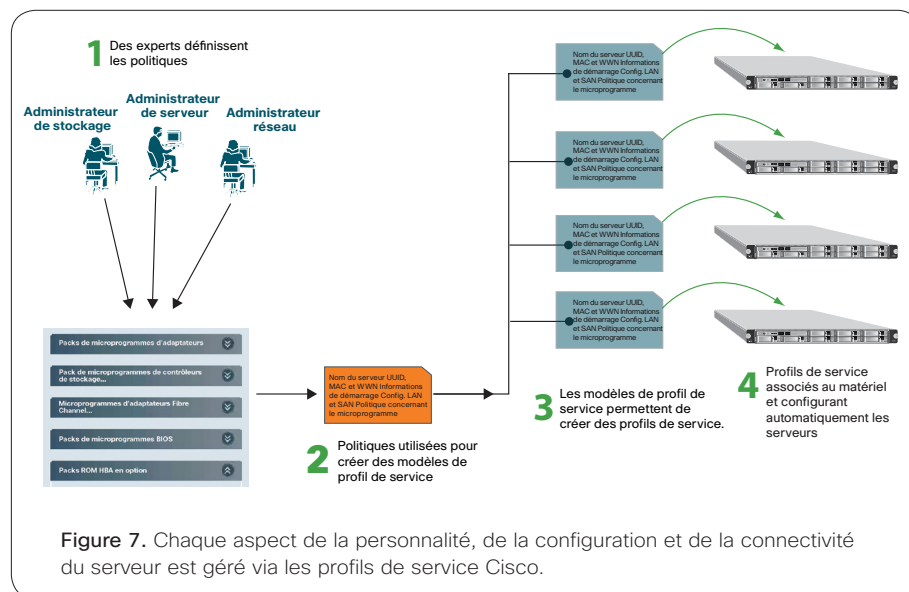 1 Des experts définissent
les politiques
Administrateur
de stockage
Administrateur
de serveur
Administrateur
réseau
Packs de microprogrammes d'adaptateurs
Pack de microprogrammes de contrôleurs
de stockage...
Microprogrammes d'adaptateurs Fibre
Channel...
Packs de microprogrammes BIOS
Packs ROM HBA en option
Nom du serveur UUID,
MAC et WWN Informations
de démarrage Config. LAN
et SAN Politique concernant
le microprogramme
2 Politiques utilisées pour
créer des modèles de
profil de service
Nom du serveur UUID,
MAC et WWN Informations
de démarrage Config. LAN
et SAN Politique concernant
le microprogramme
Nom du serveur UUID,
MAC et WWN Informations
de démarrage Config. LAN
et SAN Politique concernant
le microprogramme
Nom du serveur UUID,
MAC et WWN Informations
de démarrage Config. LAN
et SAN Politique concernant
le microprogramme
Nom du serveur UUID,
MAC et WWN Informations
de démarrage Config. LAN
et SAN Politique concernant
le microprogramme
3 Les modèles de profil de
service permettent de
créer des profils de service.
4 Profils de service
associés au matériel
et configurant
automatiquement les
serveurs
Figure 7. Chaque aspect de la personnalité, de la configuration et de la connectivité
du serveur est géré via les profils de service Cisco.